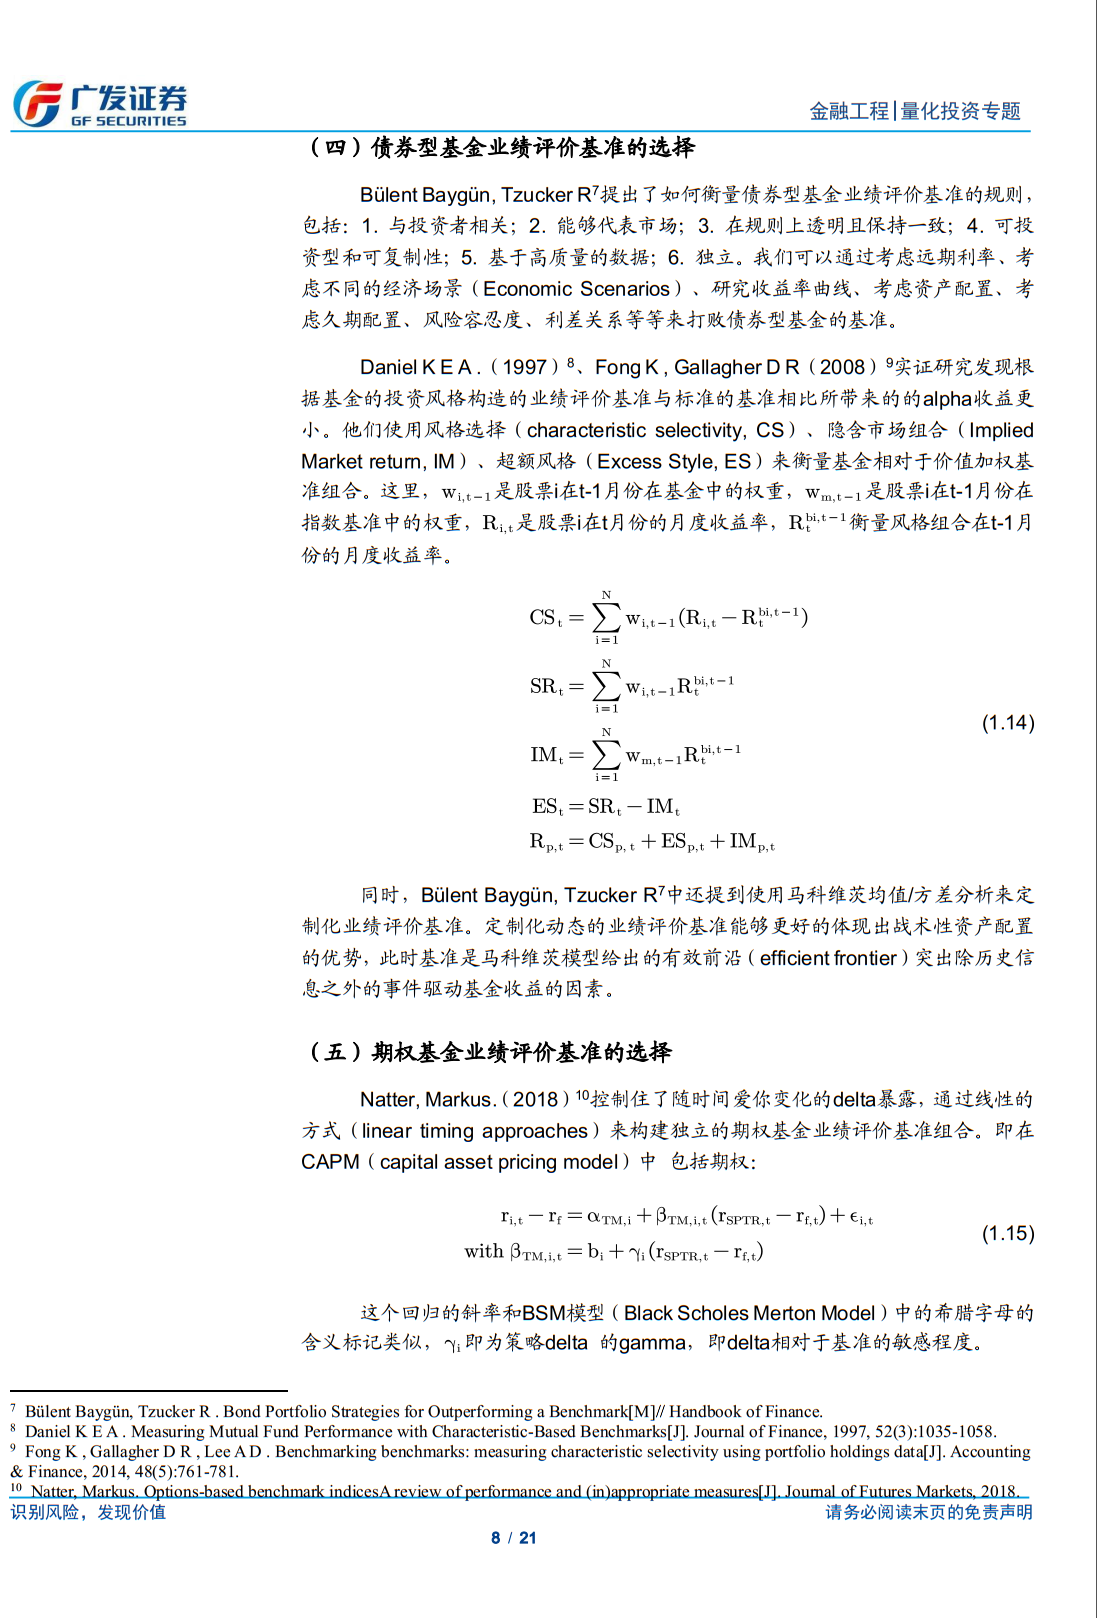 广发证券
GF SECURITIES
金融工程|量化投资专题
（四）债券型基金业绩评价基准的选择
Bülent Baygün, Tzucker R7提出了如何衡量债券型基金业绩评价基准的规则，
包括：1. 与投资者相关；2. 能够代表市场；3. 在规则上透明且保持一致；4. 可投
资型和可复制性；5. 基于高质量的数据；6. 独立。我们可以通过考虑远期利率、考
虑不同的经济场景（Economic Scenarios）、研究收益率曲线、考虑资产配置、考
虑久期配置、风险容忍度、利差关系等等来打败债券型基金的基准。
Daniel K E A .（1997）8、Fong K , Gallagher D R（2008）9实证研究发现根
据基金的投资风格构造的业绩评价基准与标准的基准相比所带来的的alpha收益更
小。他们使用风格选择（characteristic selectivity, CS）、隐含市场组合（Implied
Market return, IM）、超额风格（Excess Style, ES）来衡量基金相对于价值加权基
准组合。这里，w_{i,t-1}是股票i在t-1月份在基金中的权重，w_{m,t-1}是股票i在t-1月份在
指数基准中的权重，R_{i,t}是股票i在t月份的月度收益率，R_t^{bi,t-1}衡量风格组合在t-1月
份的月度收益率。
CS_t = ∑_{i=1}^{N} w_{i,t-1}(R_{i,t} - R_t^{bi,t-1})
SR_t = ∑_{i=1}^{N} w_{i,t-1}R_t^{bi,t-1}
(1.14)
IM_t = ∑_{i=1}^{N} w_{m,t-1}R_t^{bi,t-1}
ES_t = SR_t - IM_t
R_{p,t} = CS_{p,t} + ES_{p,t} + IM_{p,t}
同时，Bülent Baygün, Tzucker R7中还提到使用马科维茨均值/方差分析来定
制化业绩评价基准。定制化动态的业绩评价基准能够更好的体现出战术性资产配置
的优势，此时基准是马科维茨模型给出的有效前沿（efficient frontier）突出除历史信
息之外的事件驱动基金收益的因素。
（五）期权基金业绩评价基准的选择
Natter, Markus.（2018）10控制住了随时间爱你变化的delta暴露，通过线性的
方式（linear timing approaches）来构建独立的期权基金业绩评价基准组合。即在
CAPM（capital asset pricing model）中 包括期权：
r_{i,t} - r_f = α_{TM,i} + β_{TM,i,t}(r_{SPTR,t} - r_{f,t}) + ϵ_{i,t}
(1.15)
with β_{TM,i,t} = b_i + γ_i(r_{SPTR,t} - r_{f,t})
这个回归的斜率和BSM模型（Black Scholes Merton Model）中的希腊字母的
含义标记类似，γ_i即为策略delta 的gamma，即delta相对于基准的敏感程度。
7 Bülent Baygün, Tzucker R . Bond Portfolio Strategies for Outperforming a Benchmark[M]// Handbook of Finance.
8 Daniel K E A . Measuring Mutual Fund Performance with Characteristic-Based Benchmarks[J]. Journal of Finance, 1997, 52(3):1035-1058.
9 Fong K , Gallagher D R , Lee A D . Benchmarking benchmarks: measuring characteristic selectivity using portfolio holdings data[J]. Accounting
& Finance, 2014, 48(5):761-781.
10 Natter, Markus. Options-based benchmark indicesA review of performance and (in)appropriate measures[J]. Journal of Futures Markets, 2018.
识别风险，发现价值
请务必阅读末页的免责声明
8 / 21